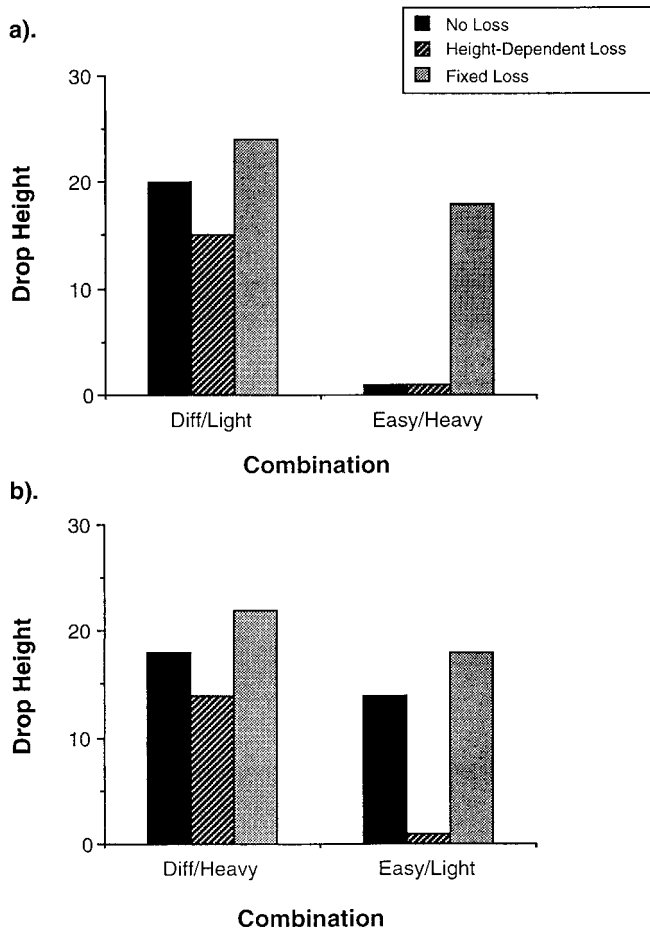 a).
No Loss
Height-Dependent Loss
Fixed Loss
30
20
10
0
Drop Height
Diff/Light Easy/Heavy
Combination
b).
30
20
10
0
Drop Height
Diff/Heavy Easy/Light
Combination